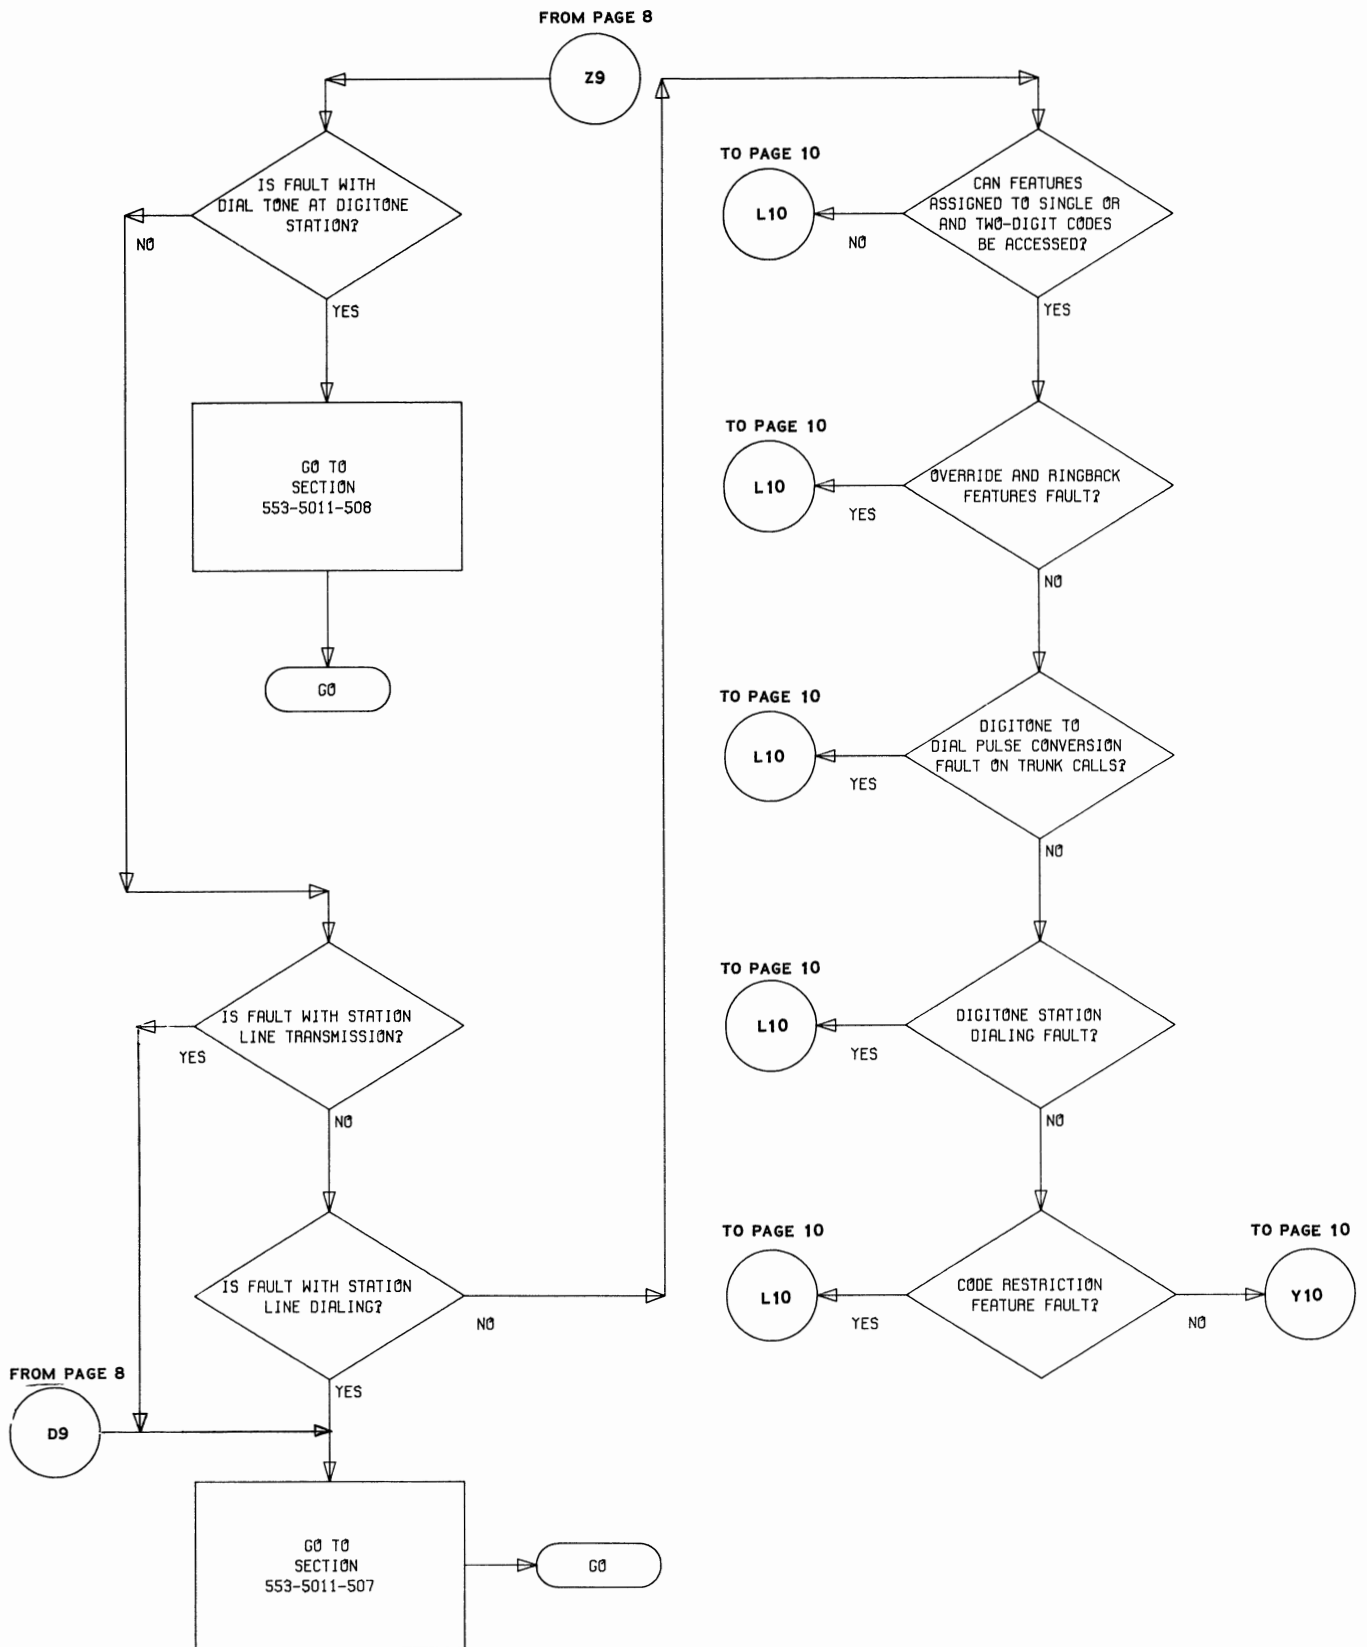 FROM PAGE 8
Z9
IS FAULT WITH
DIAL TONE AT DIGITONE
STATION?
NO
YES
GO TO
SECTION
553-5011-508
GO
IS FAULT WITH STATION
LINE TRANSMISSION?
YES
NO
IS FAULT WITH STATION
LINE DIALING?
NO
YES
FROM PAGE 8
D9
GO TO
SECTION
553-5011-507
GO
CAN FEATURES
ASSIGNED TO SINGLE OR
AND TWO-DIGIT CODES
BE ACCESSED?
TO PAGE 10
L10
NO
YES
OVERRIDE AND RINGBACK
FEATURES FAULT?
TO PAGE 10
L10
YES
NO
DIGITONE TO
DIAL PULSE CONVERSION
FAULT ON TRUNK CALLS?
TO PAGE 10
L10
YES
NO
DIGITONE STATION
DIALING FAULT?
TO PAGE 10
L10
YES
NO
CODE RESTRICTION
FEATURE FAULT?
TO PAGE 10
L10
YES
NO
TO PAGE 10
Y10